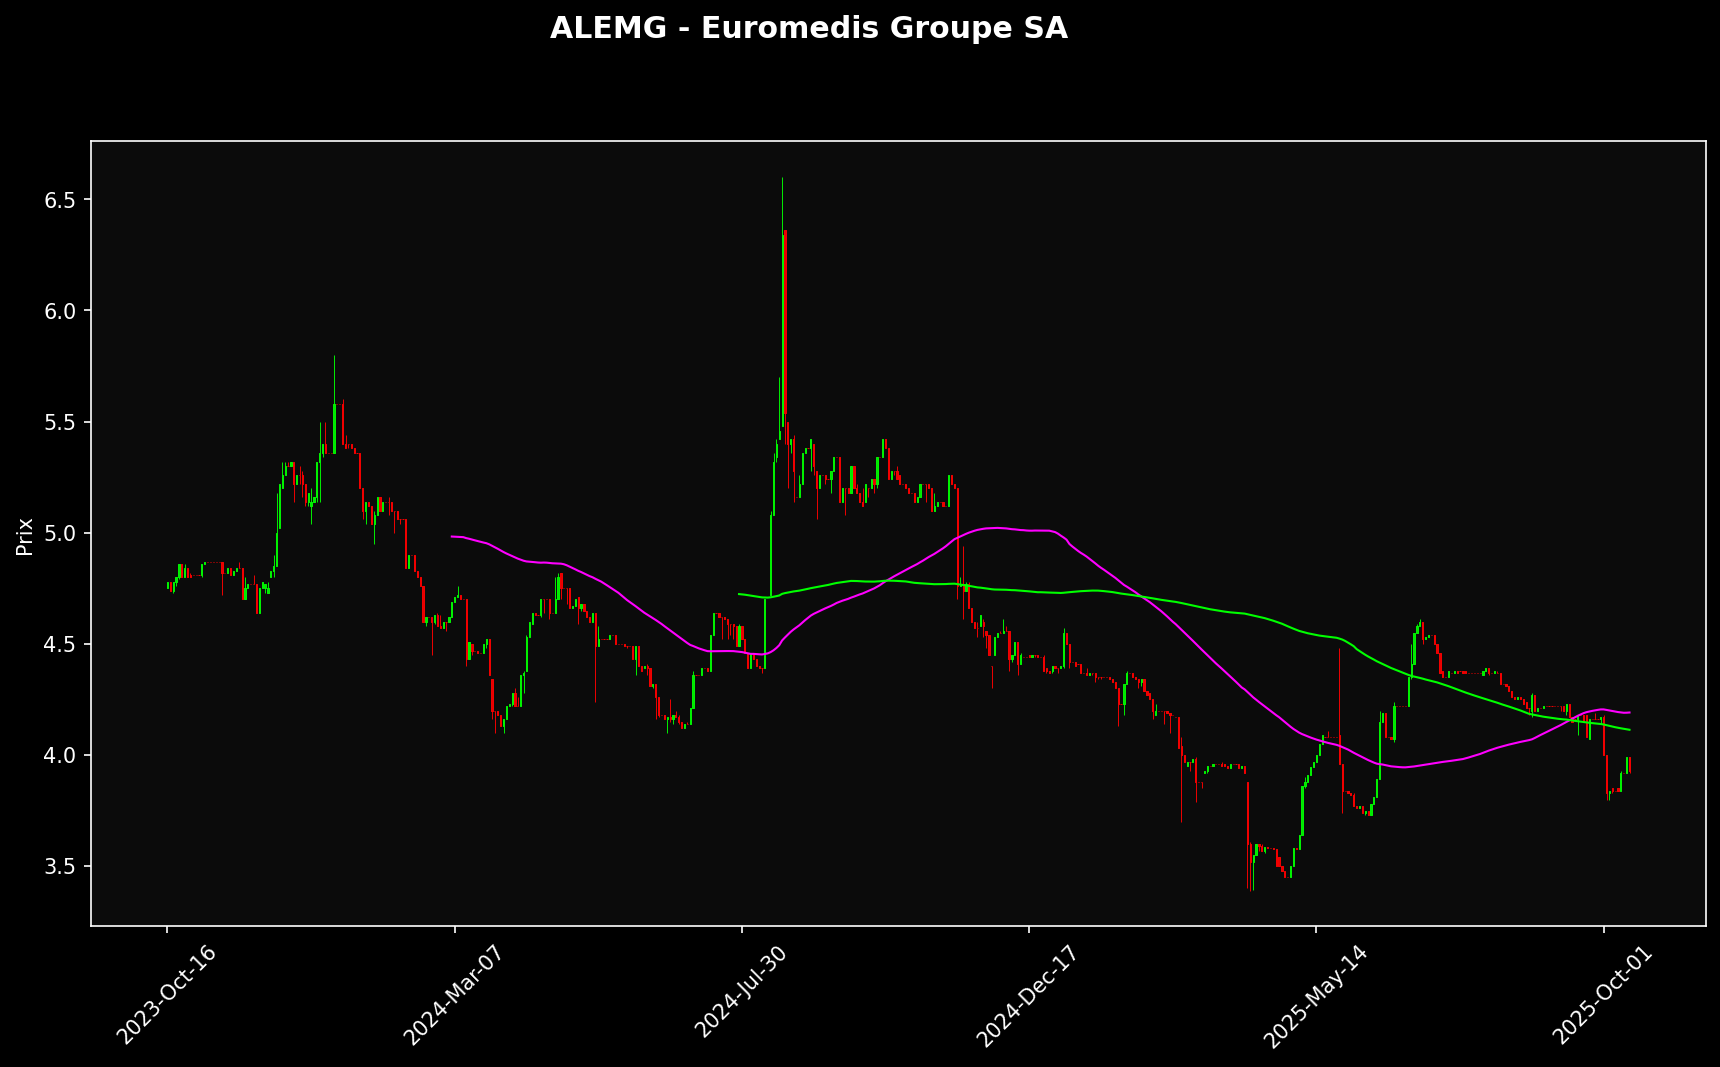 ALEMG - Euromedis Groupe SA
Prix
6.5
6.0
5.5
5.0
4.5
4.0
3.5
2023-Oct-16
2024-Mar-07
2024-Jul-30
2024-Dec-17
2025-May-14
2025-Oct-01